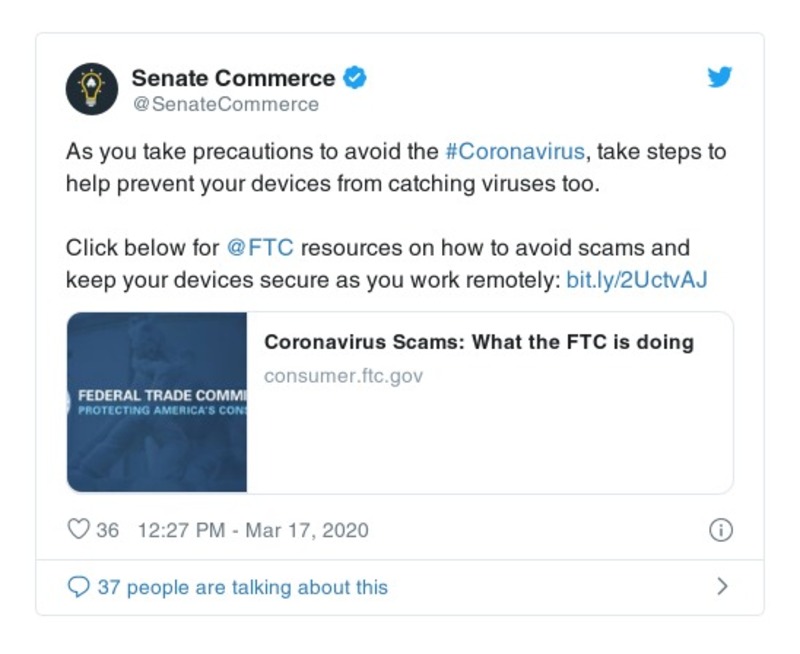 Senate Commerce
@SenateCommerce
As you take precautions to avoid the #Coronavirus, take steps to
help prevent your devices from catching viruses too.
Click below for @FTC resources on how to avoid scams and
keep your devices secure as you work remotely: bit.ly/2UctvAJ
FEDERAL TRADE COMMI
PROTECTING AMERICA'S CONS
Coronavirus Scams: What the FTC is doing
consumer.ftc.gov
36 12:27 PM - Mar 17, 2020
37 people are talking about this